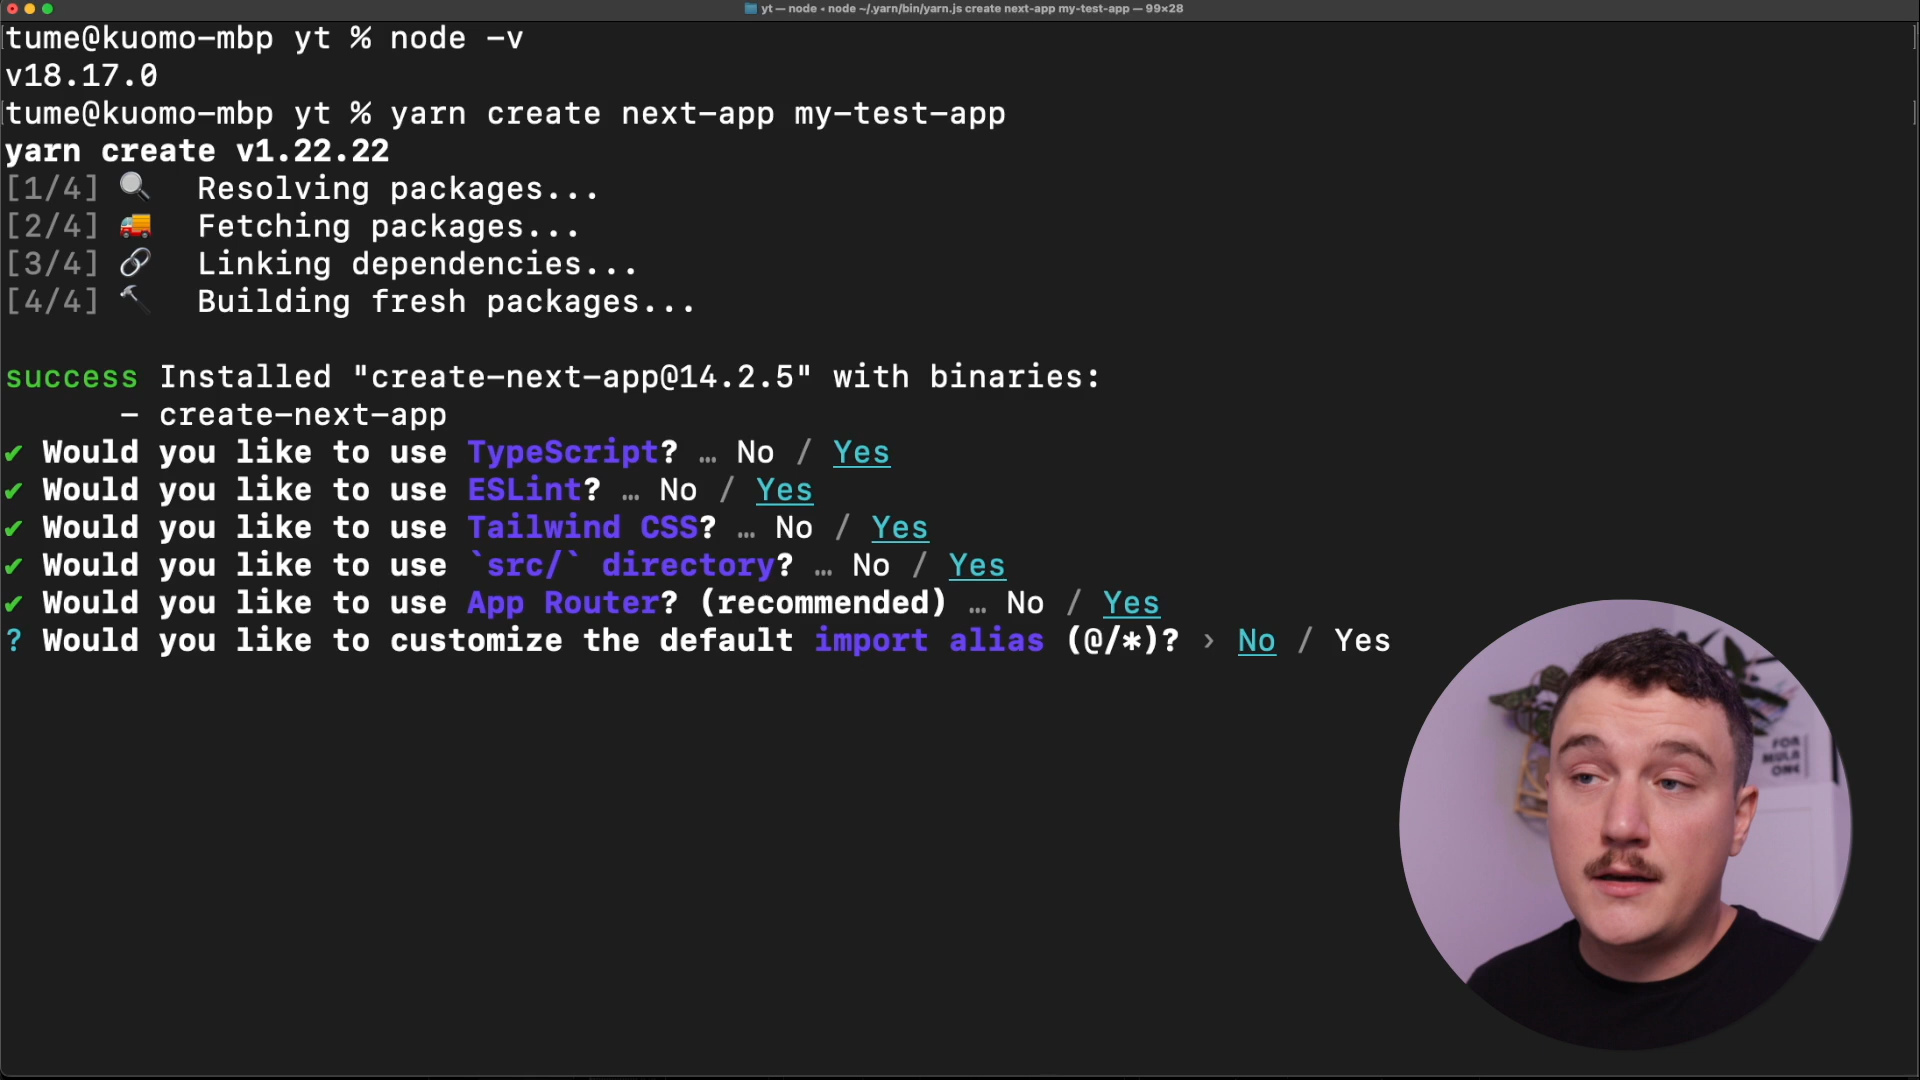 yt — node • node ~/.yarn/bin/yarn.js create next-app my-test-app — 99×28
tume@kuomo-mbp yt % node -v
v18.17.0
tume@kuomo-mbp yt % yarn create next-app my-test-app
yarn create v1.22.22
[1/4] 🔍 Resolving packages...
[2/4] 🚚 Fetching packages...
[3/4] 🔗 Linking dependencies...
[4/4] 🔨 Building fresh packages...
success Installed "create-next-app@14.2.5" with binaries:
- create-next-app
✔ Would you like to use TypeScript? … No / Yes
✔ Would you like to use ESLint? … No / Yes
✔ Would you like to use Tailwind CSS? … No / Yes
✔ Would you like to use `src/` directory? … No / Yes
✔ Would you like to use App Router? (recommended) … No / Yes
? Would you like to customize the default import alias (@/*)? › No / Yes
FOR
MULA
ONE